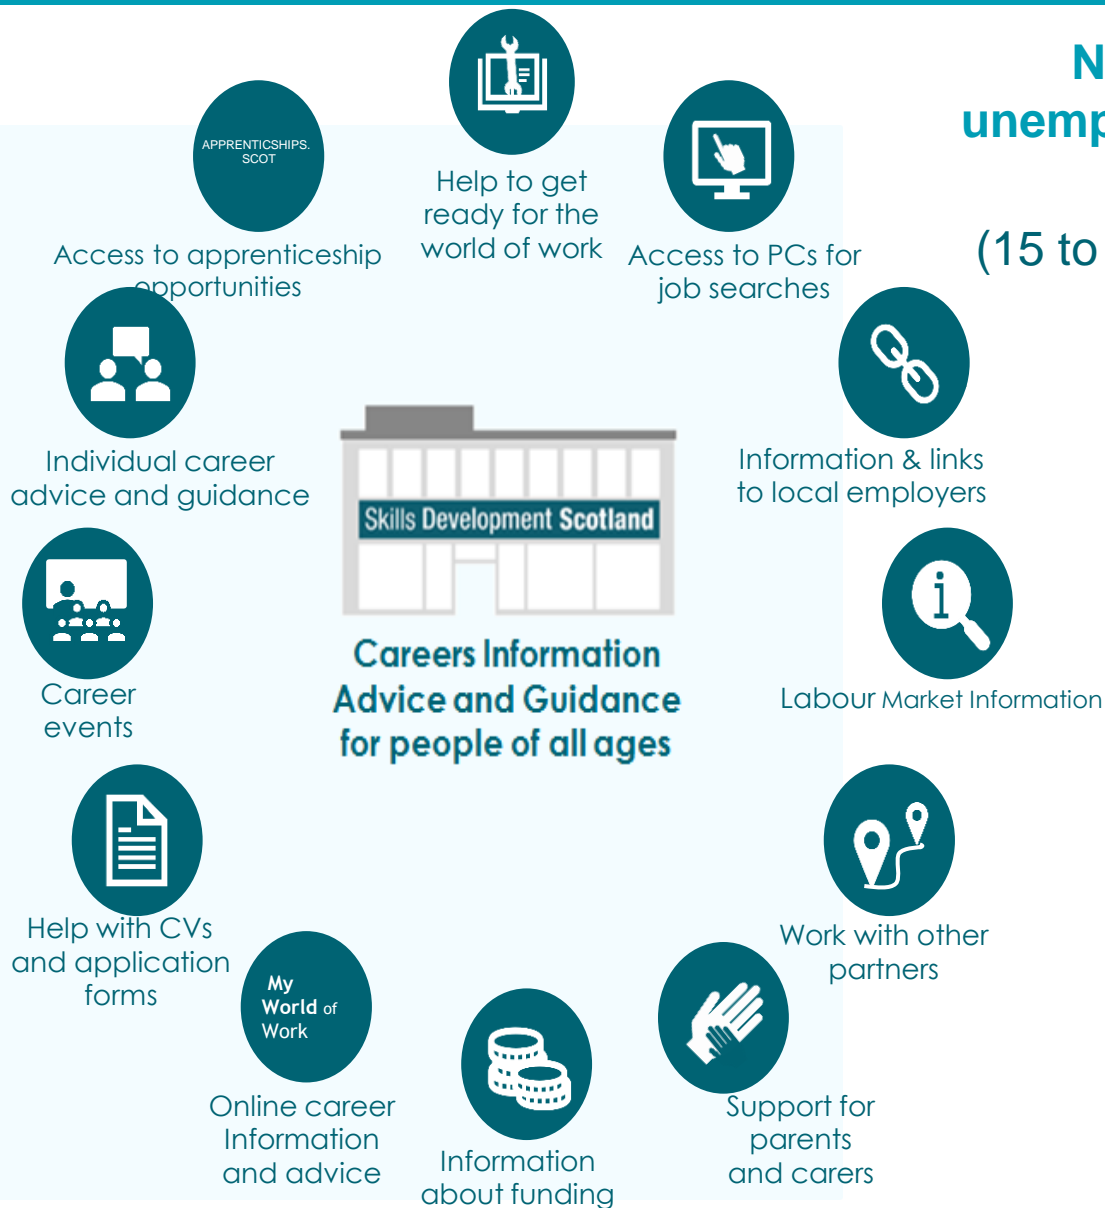 N
unemp
(15 to
APPRENTICSHIPS.
SCOT
Access to apprenticeship
opportunities
Help to get
ready for the
world of work
Access to PCs for
job searches
Individual career
advice and guidance
Information & links
to local employers
Skills Development Scotland
Careers Information
Advice and Guidance
for people of all ages
Career
events
i
Labour Market Information
Help with CVs
and application
forms
Work with other
partners
My
World of
Work
Online career
Information
and advice
Information
about funding
Support for
parents
and carers